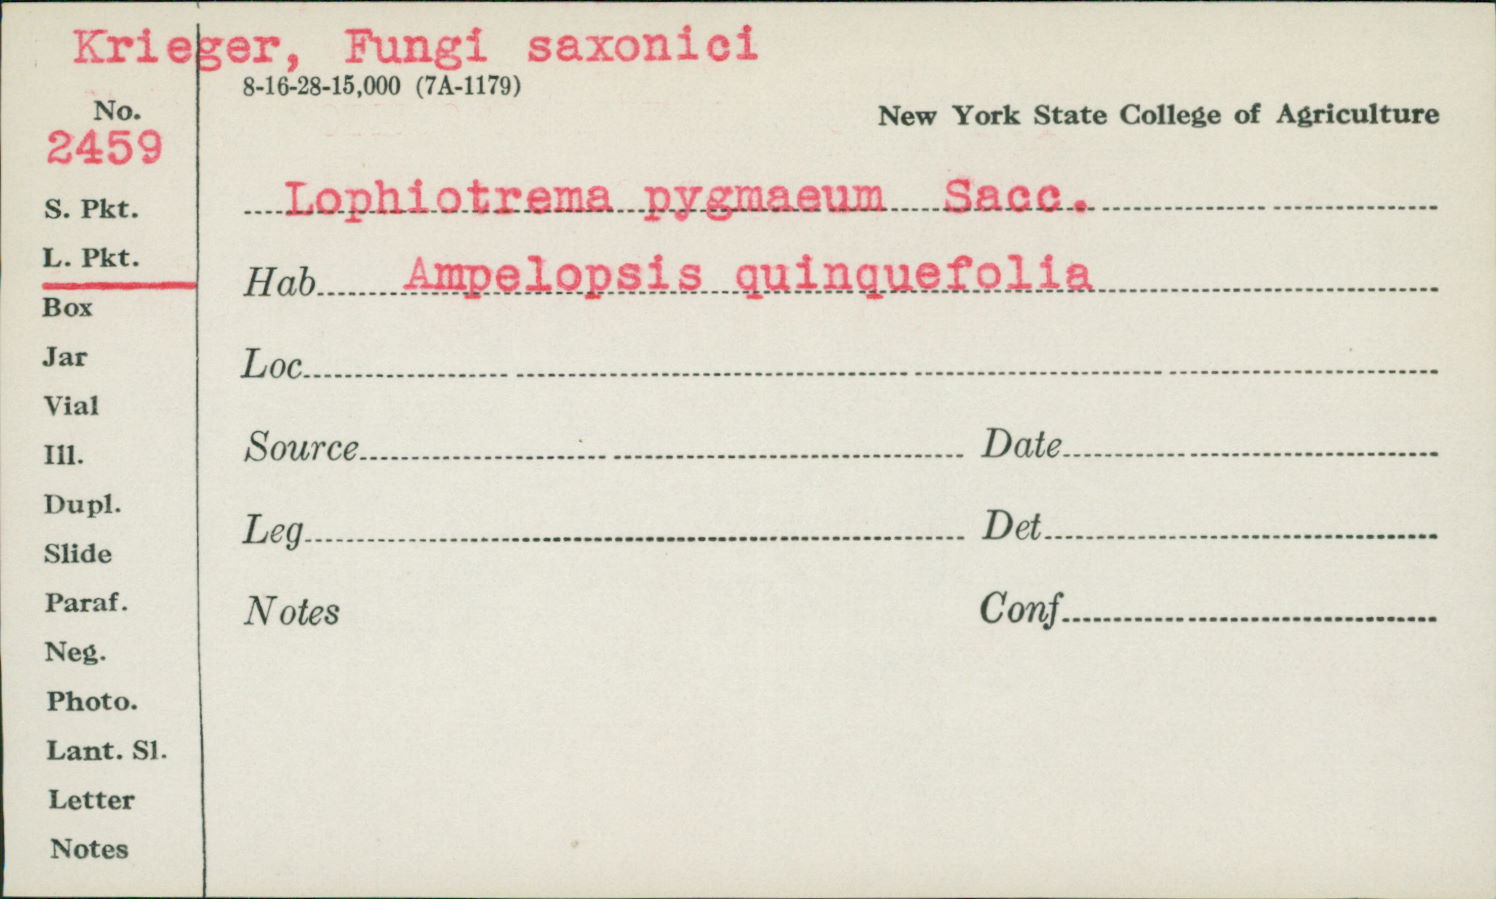 Krieger, Fungi saxonici
8-16-28-15,000 (7A-1179)
No.
New York State College of Agriculture
2459
Lophiotrema pygmaeum Sacc.
S. Pkt.
L. Pkt.
Hab. Ampelopsis quinquefolia
Box
Jar
Loc.
Vial
Source
Date
Ill.
Dupl.
Leg.
Det.
Slide
Paraf.
Notes
Conf.
Neg.
Photo.
Lant. Sl.
Letter
Notes